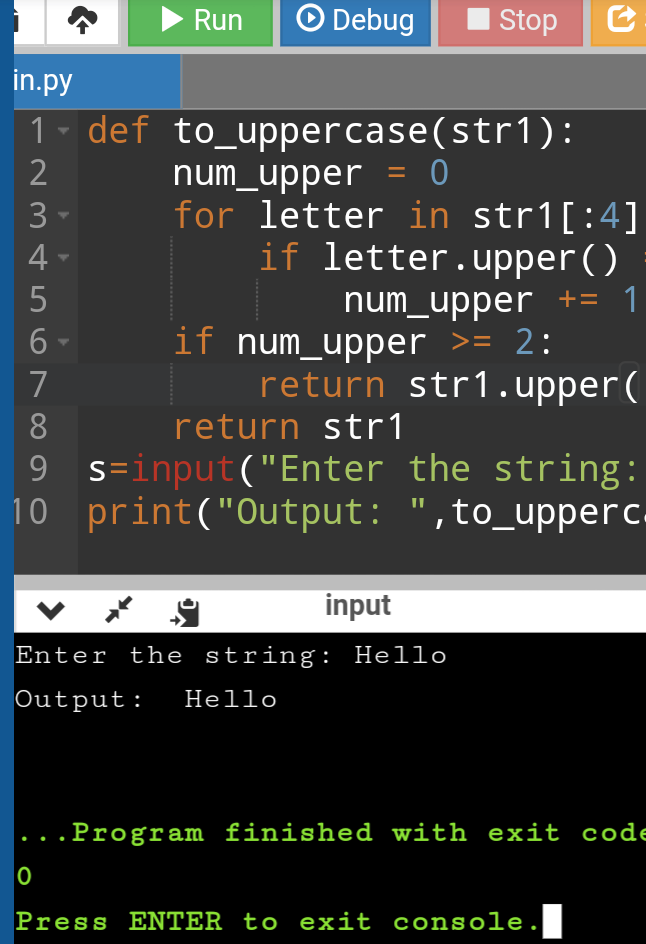 Run Debug Stop
in.py
1 def to_uppercase(str1):
2 num_upper = 0
3 for letter in str1[:4]
4 if letter.upper()
5 num_upper += 1
6 if num_upper >= 2:
7 return str1.upper(
8 return str1
9 s=input("Enter the string:
10 print("Output: ",to_upperca
input
Enter the string: Hello
Output:  Hello
...Program finished with exit code
0
Press ENTER to exit console.